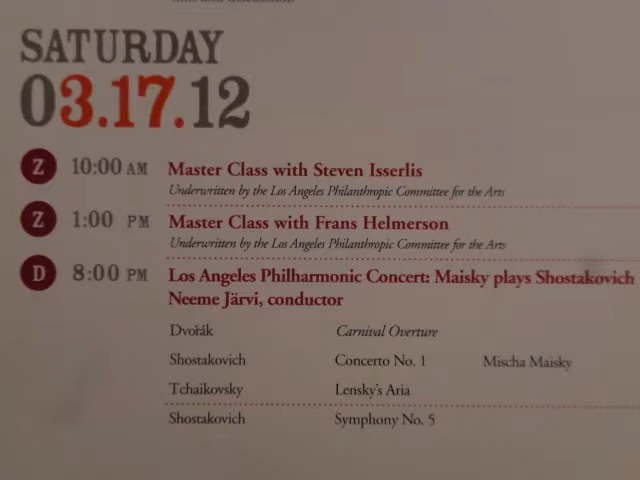 SATURDAY
03.17.12
Z 10:00 AM Master Class with Steven Isserlis
Underwritten by the Los Angeles Philanthropic Committee for the Arts
Z 1:00 PM Master Class with Frans Helmerson
Underwritten by the Los Angeles Philanthropic Committee for the Arts
D 8:00 PM Los Angeles Philharmonic Concert: Maisky plays Shostakovich
Neeme Järvi, conductor
Dvořák Carnival Overture
Shostakovich Concerto No. 1 Mischa Maisky
Tchaikovsky Lensky's Aria
Shostakovich Symphony No. 5